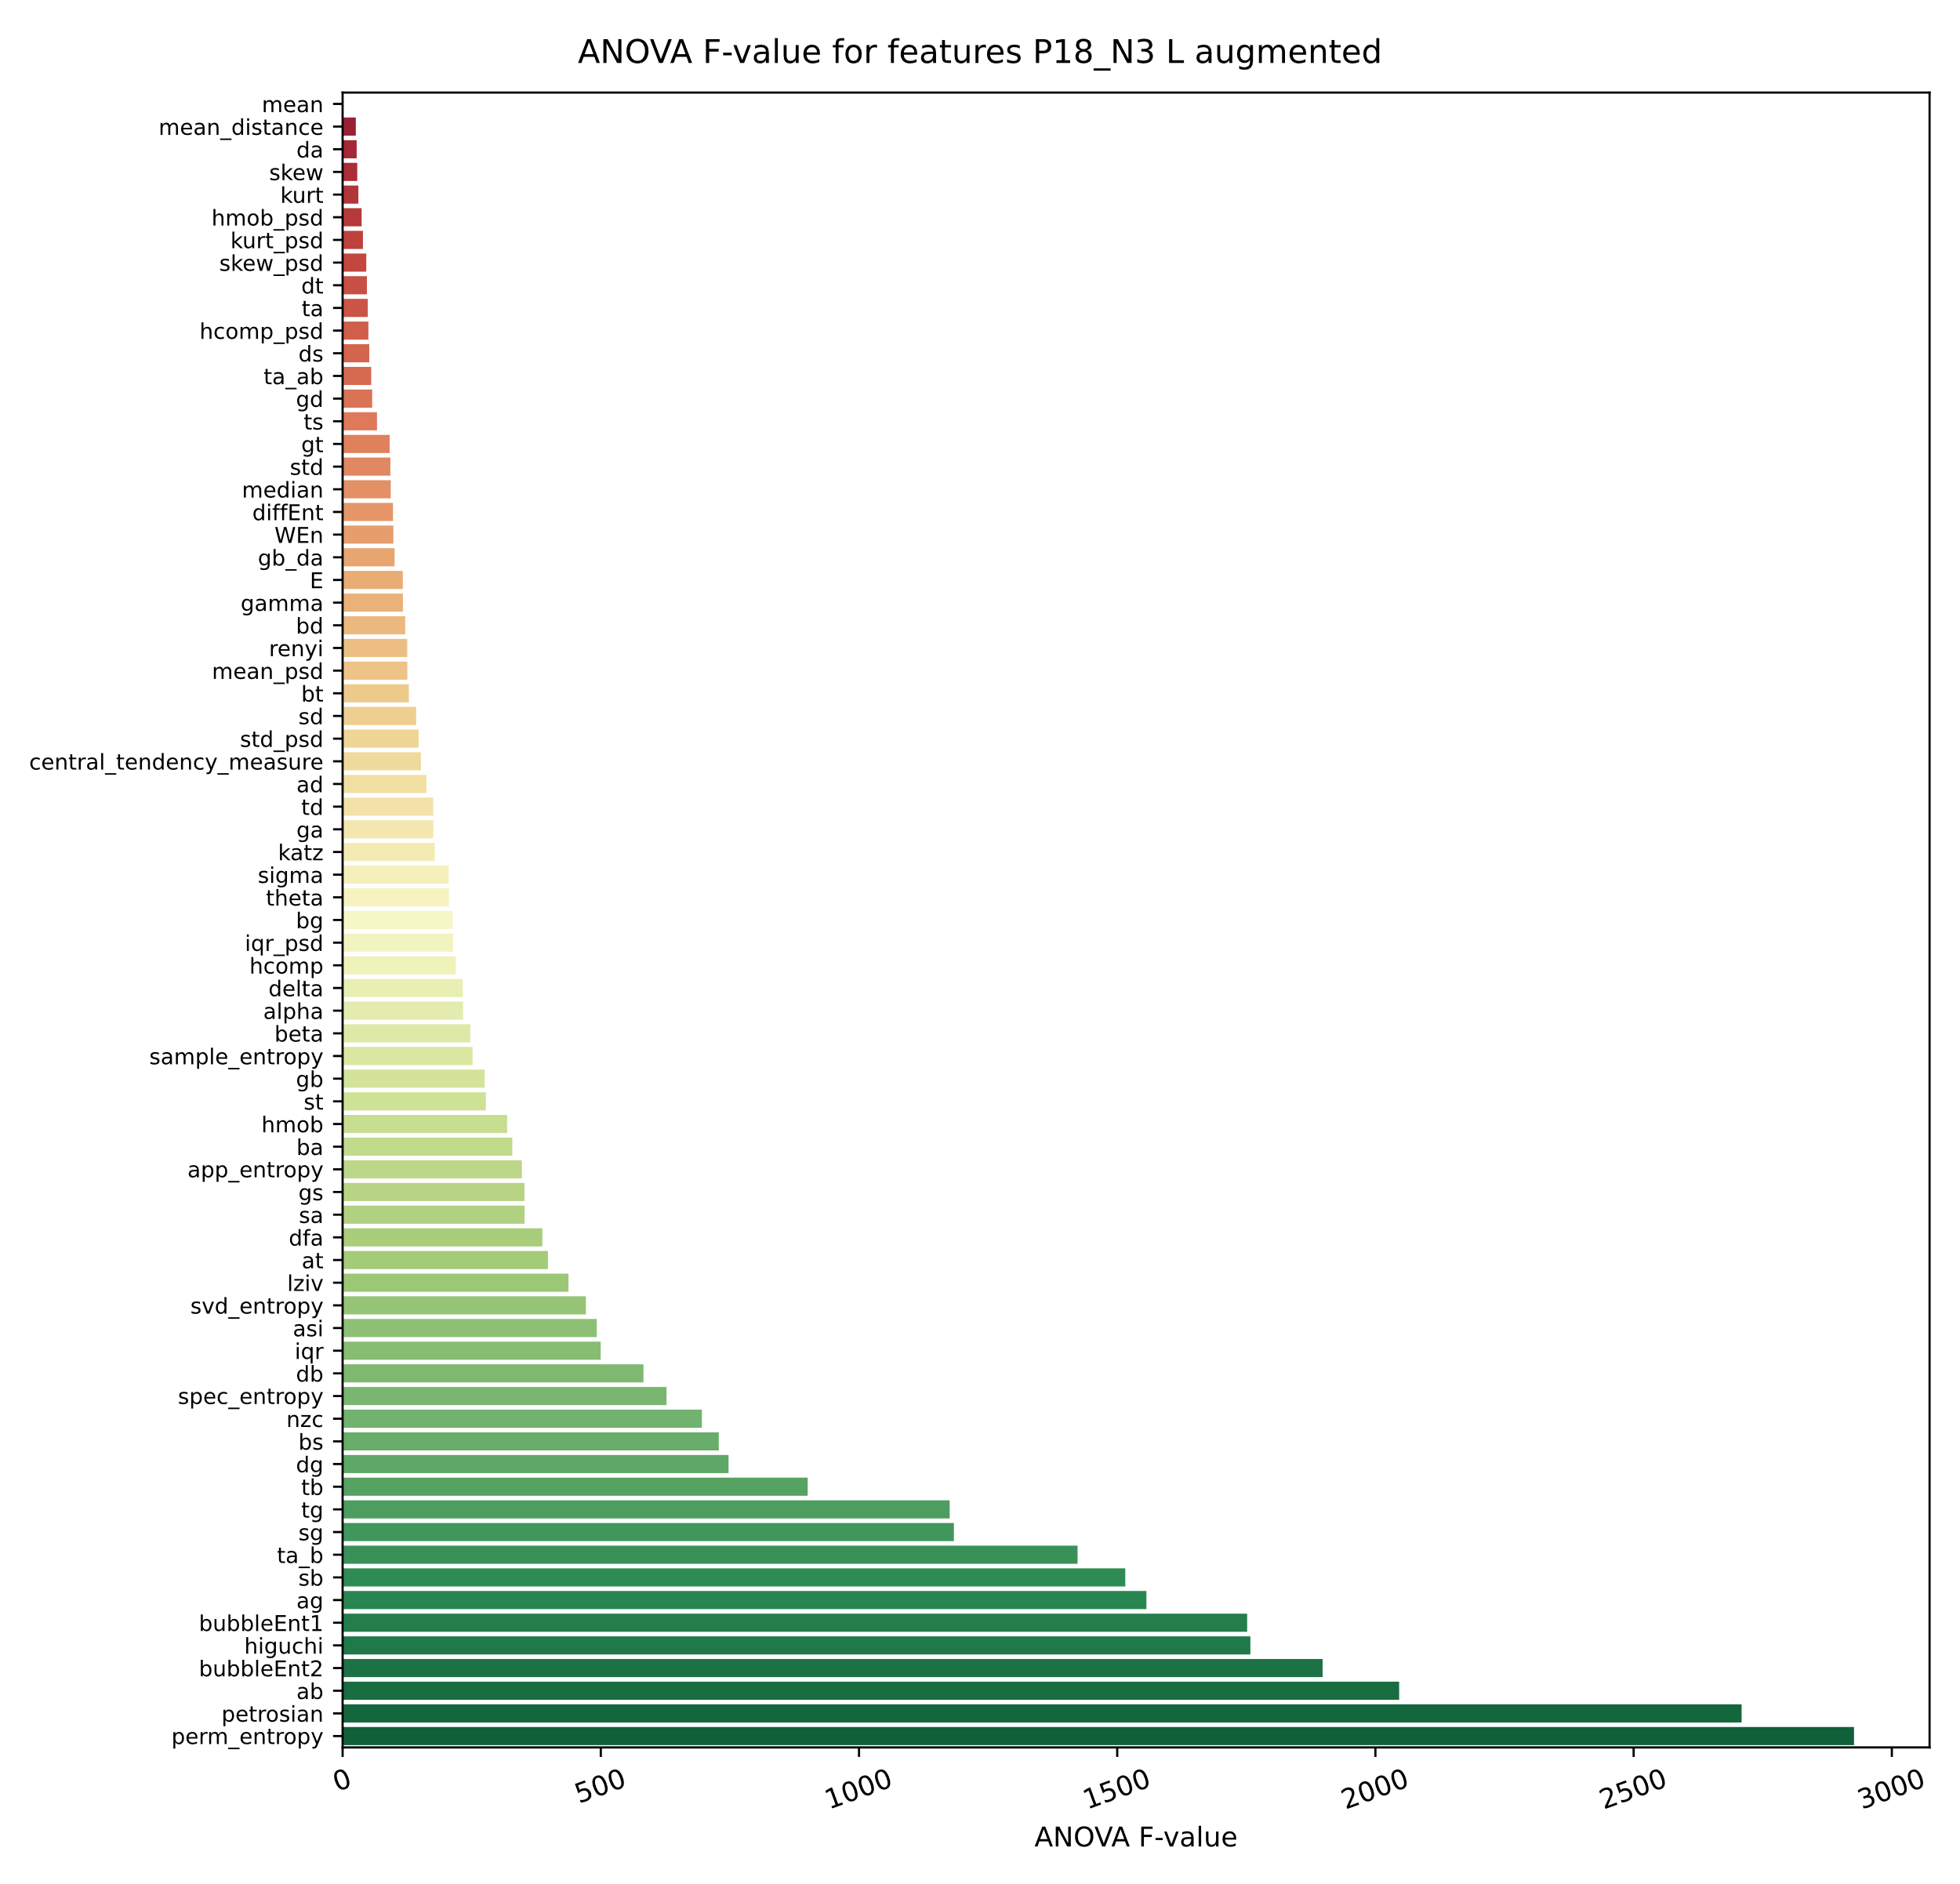 ANOVA F-value for features P18_N3 L augmented
mean
mean_distance
da
skew
kurt
hmob_psd
kurt_psd
skew_psd
dt
ta
hcomp_psd
ds
ta_ab
gd
ts
gt
std
median
diffEnt
WEn
gb_da
E
gamma
bd
renyi
mean_psd
bt
sd
std_psd
central_tendency_measure
ad
td
ga
katz
sigma
theta
bg
iqr_psd
hcomp
delta
alpha
beta
sample_entropy
gb
st
hmob
ba
app_entropy
gs
sa
dfa
at
lziv
svd_entropy
asi
iqr
db
spec_entropy
nzc
bs
dg
tb
tg
sg
ta_b
sb
ag
bubbleEnt1
higuchi
bubbleEnt2
ab
petrosian
perm_entropy
0 500 1000 1500 2000 2500 3000
ANOVA F-value